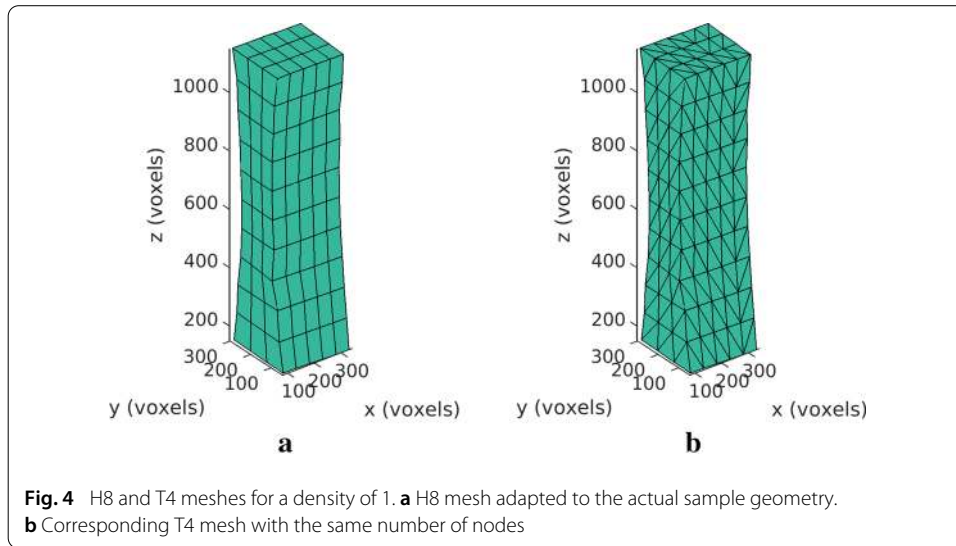 1000
800
600
400
200
z (voxels)
300
200
100
y (voxels)
100
200
300
x (voxels)
a
1000
800
600
400
200
z (voxels)
300
200
100
y (voxels)
100
200
300
x (voxels)
b
Fig. 4 H8 and T4 meshes for a density of 1. a H8 mesh adapted to the actual sample geometry.
b Corresponding T4 mesh with the same number of nodes